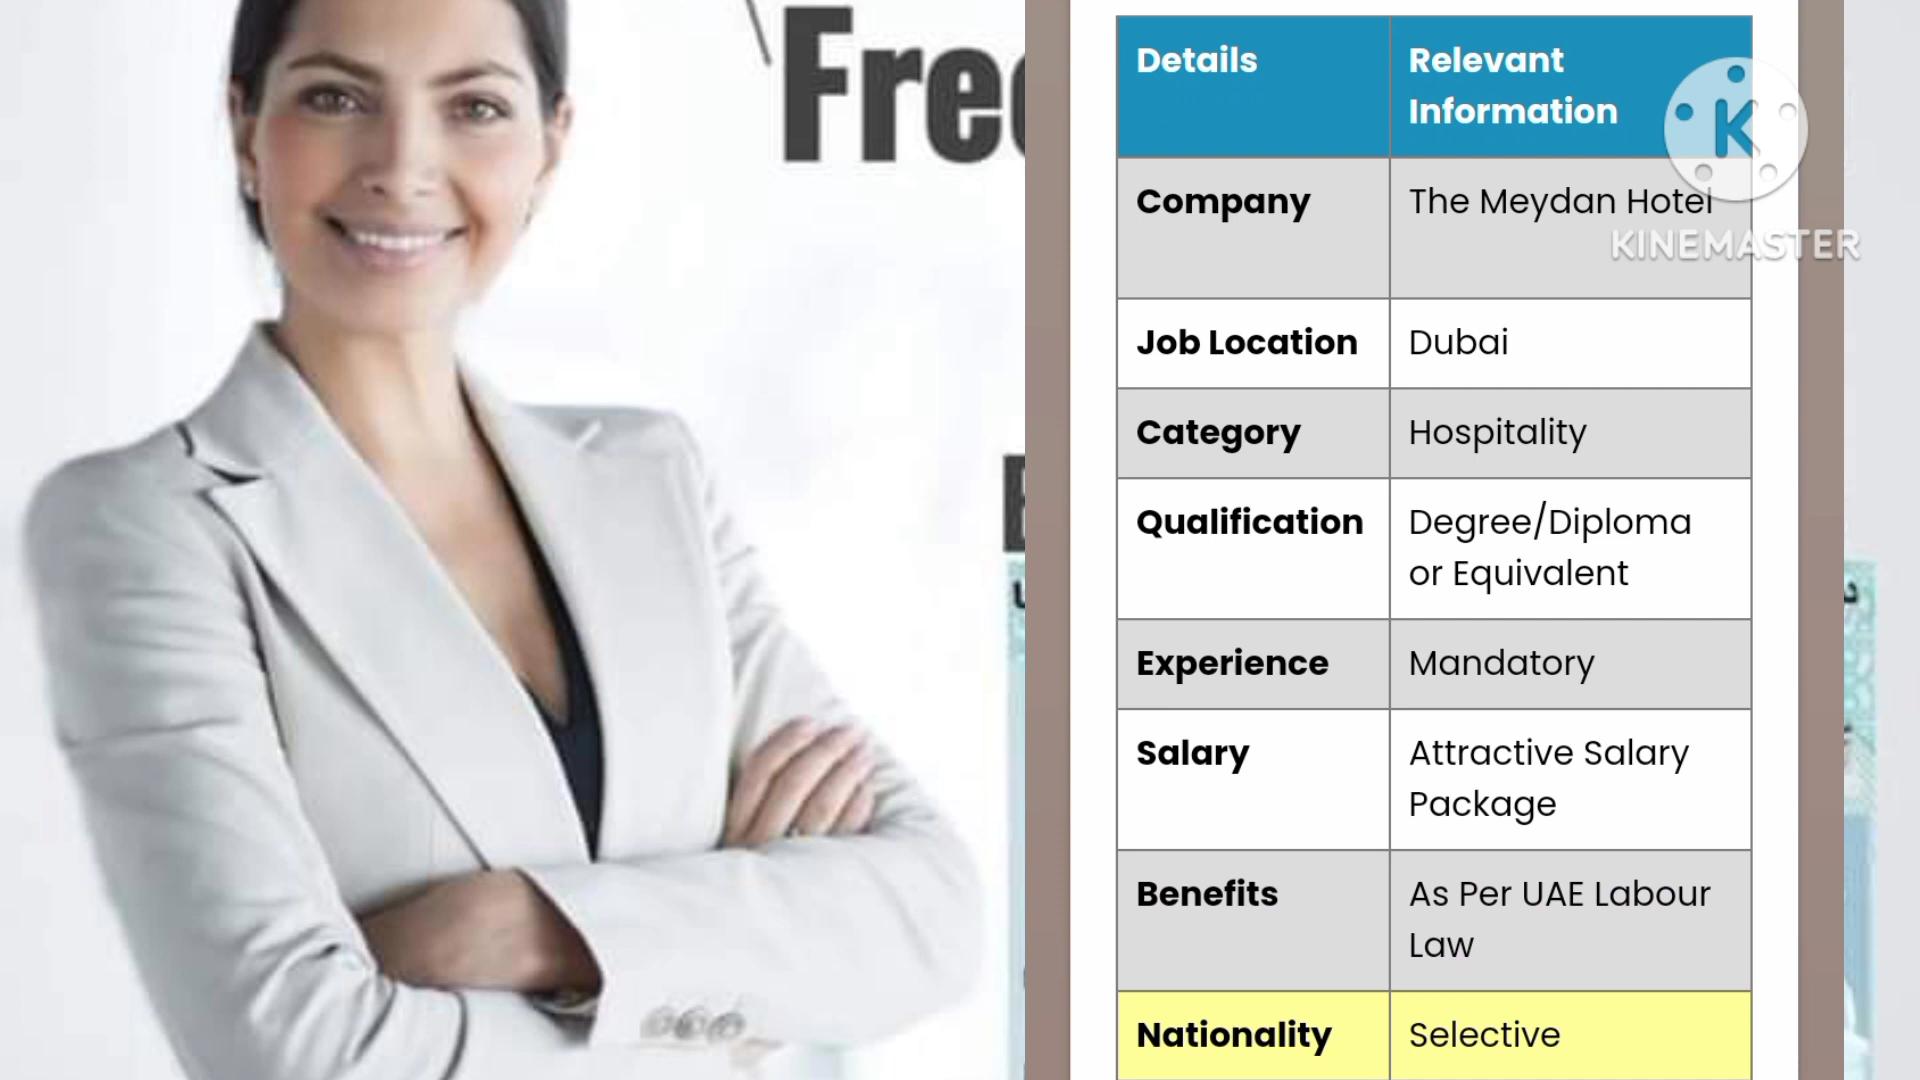 Free
Details
Relevant
Information
Company
The Meydan Hotel
KINEMASTER
Job Location
Dubai
Category
Hospitality
Qualification
Degree/Diploma
or Equivalent
Experience
Mandatory
Salary
Attractive Salary
Package
Benefits
As Per UAE Labour
Law
Nationality
Selective